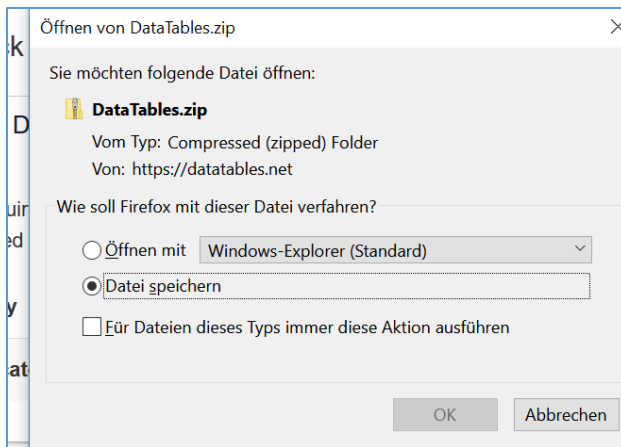 Öffnen von DataTables.zip
Sie möchten folgende Datei öffnen:
DataTables.zip
Vom Typ: Compressed (zipped) Folder
Von: https://datatables.net
Wie soll Firefox mit dieser Datei verfahren?
Öffnen mit Windows-Explorer (Standard)
Datei speichern
Für Dateien dieses Typs immer diese Aktion ausführen
OK Abbrechen